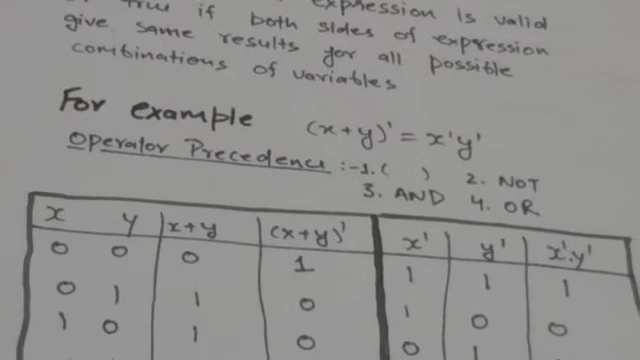 true if expression is valid
if both sides of expression
give same results for all possible
combinations of variables
For example (x+y)' = x'y'
Operator Precedence :- 1. ( ) 2. NOT
3. AND 4. OR
x y x+y (x+y)' x' y' x'.y'
0 0 0 1 1 1 1
0 1 1 0 1 0 0
1 0 1 0 0 1